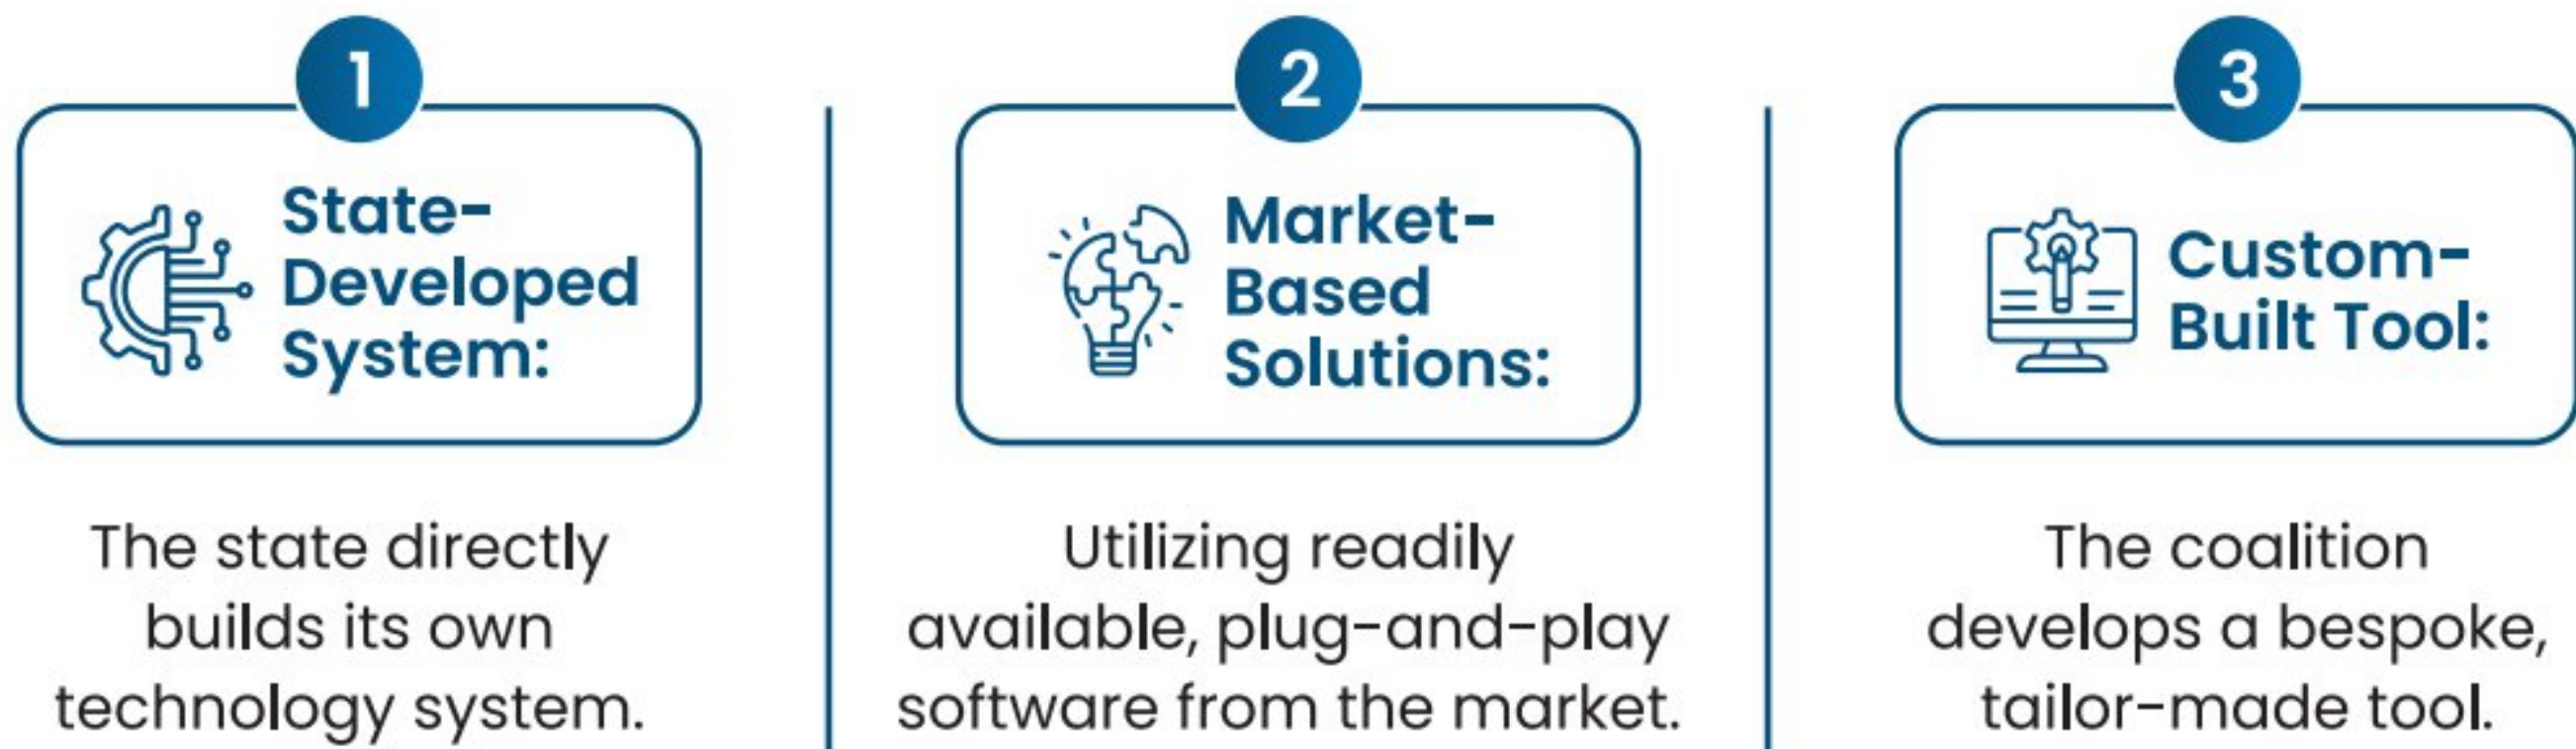 1
State-
Developed
System:
The state directly
builds its own
technology system.
2
Market-
Based
Solutions:
Utilizing readily
available, plug-and-play
software from the market.
3
Custom-
Built Tool:
The coalition
develops a bespoke,
tailor-made tool.